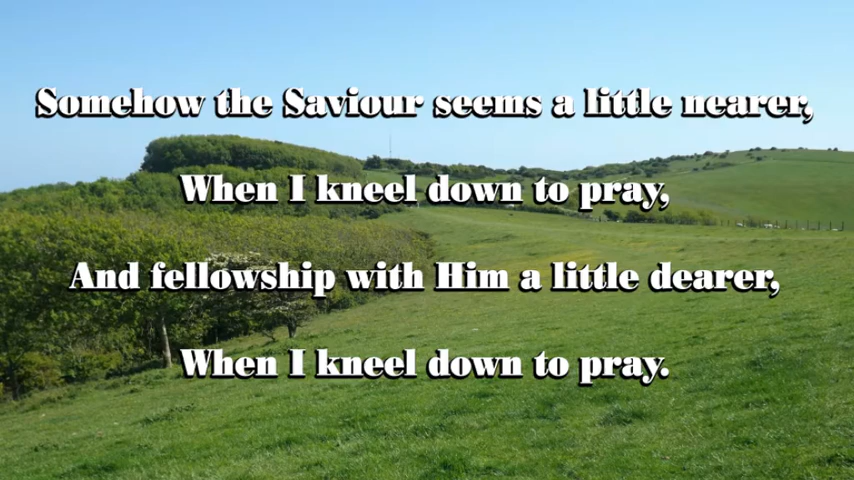 Somehow the Saviour seems a little nearer,
When I kneel down to pray,
And fellowship with Him a little dearer,
When I kneel down to pray.